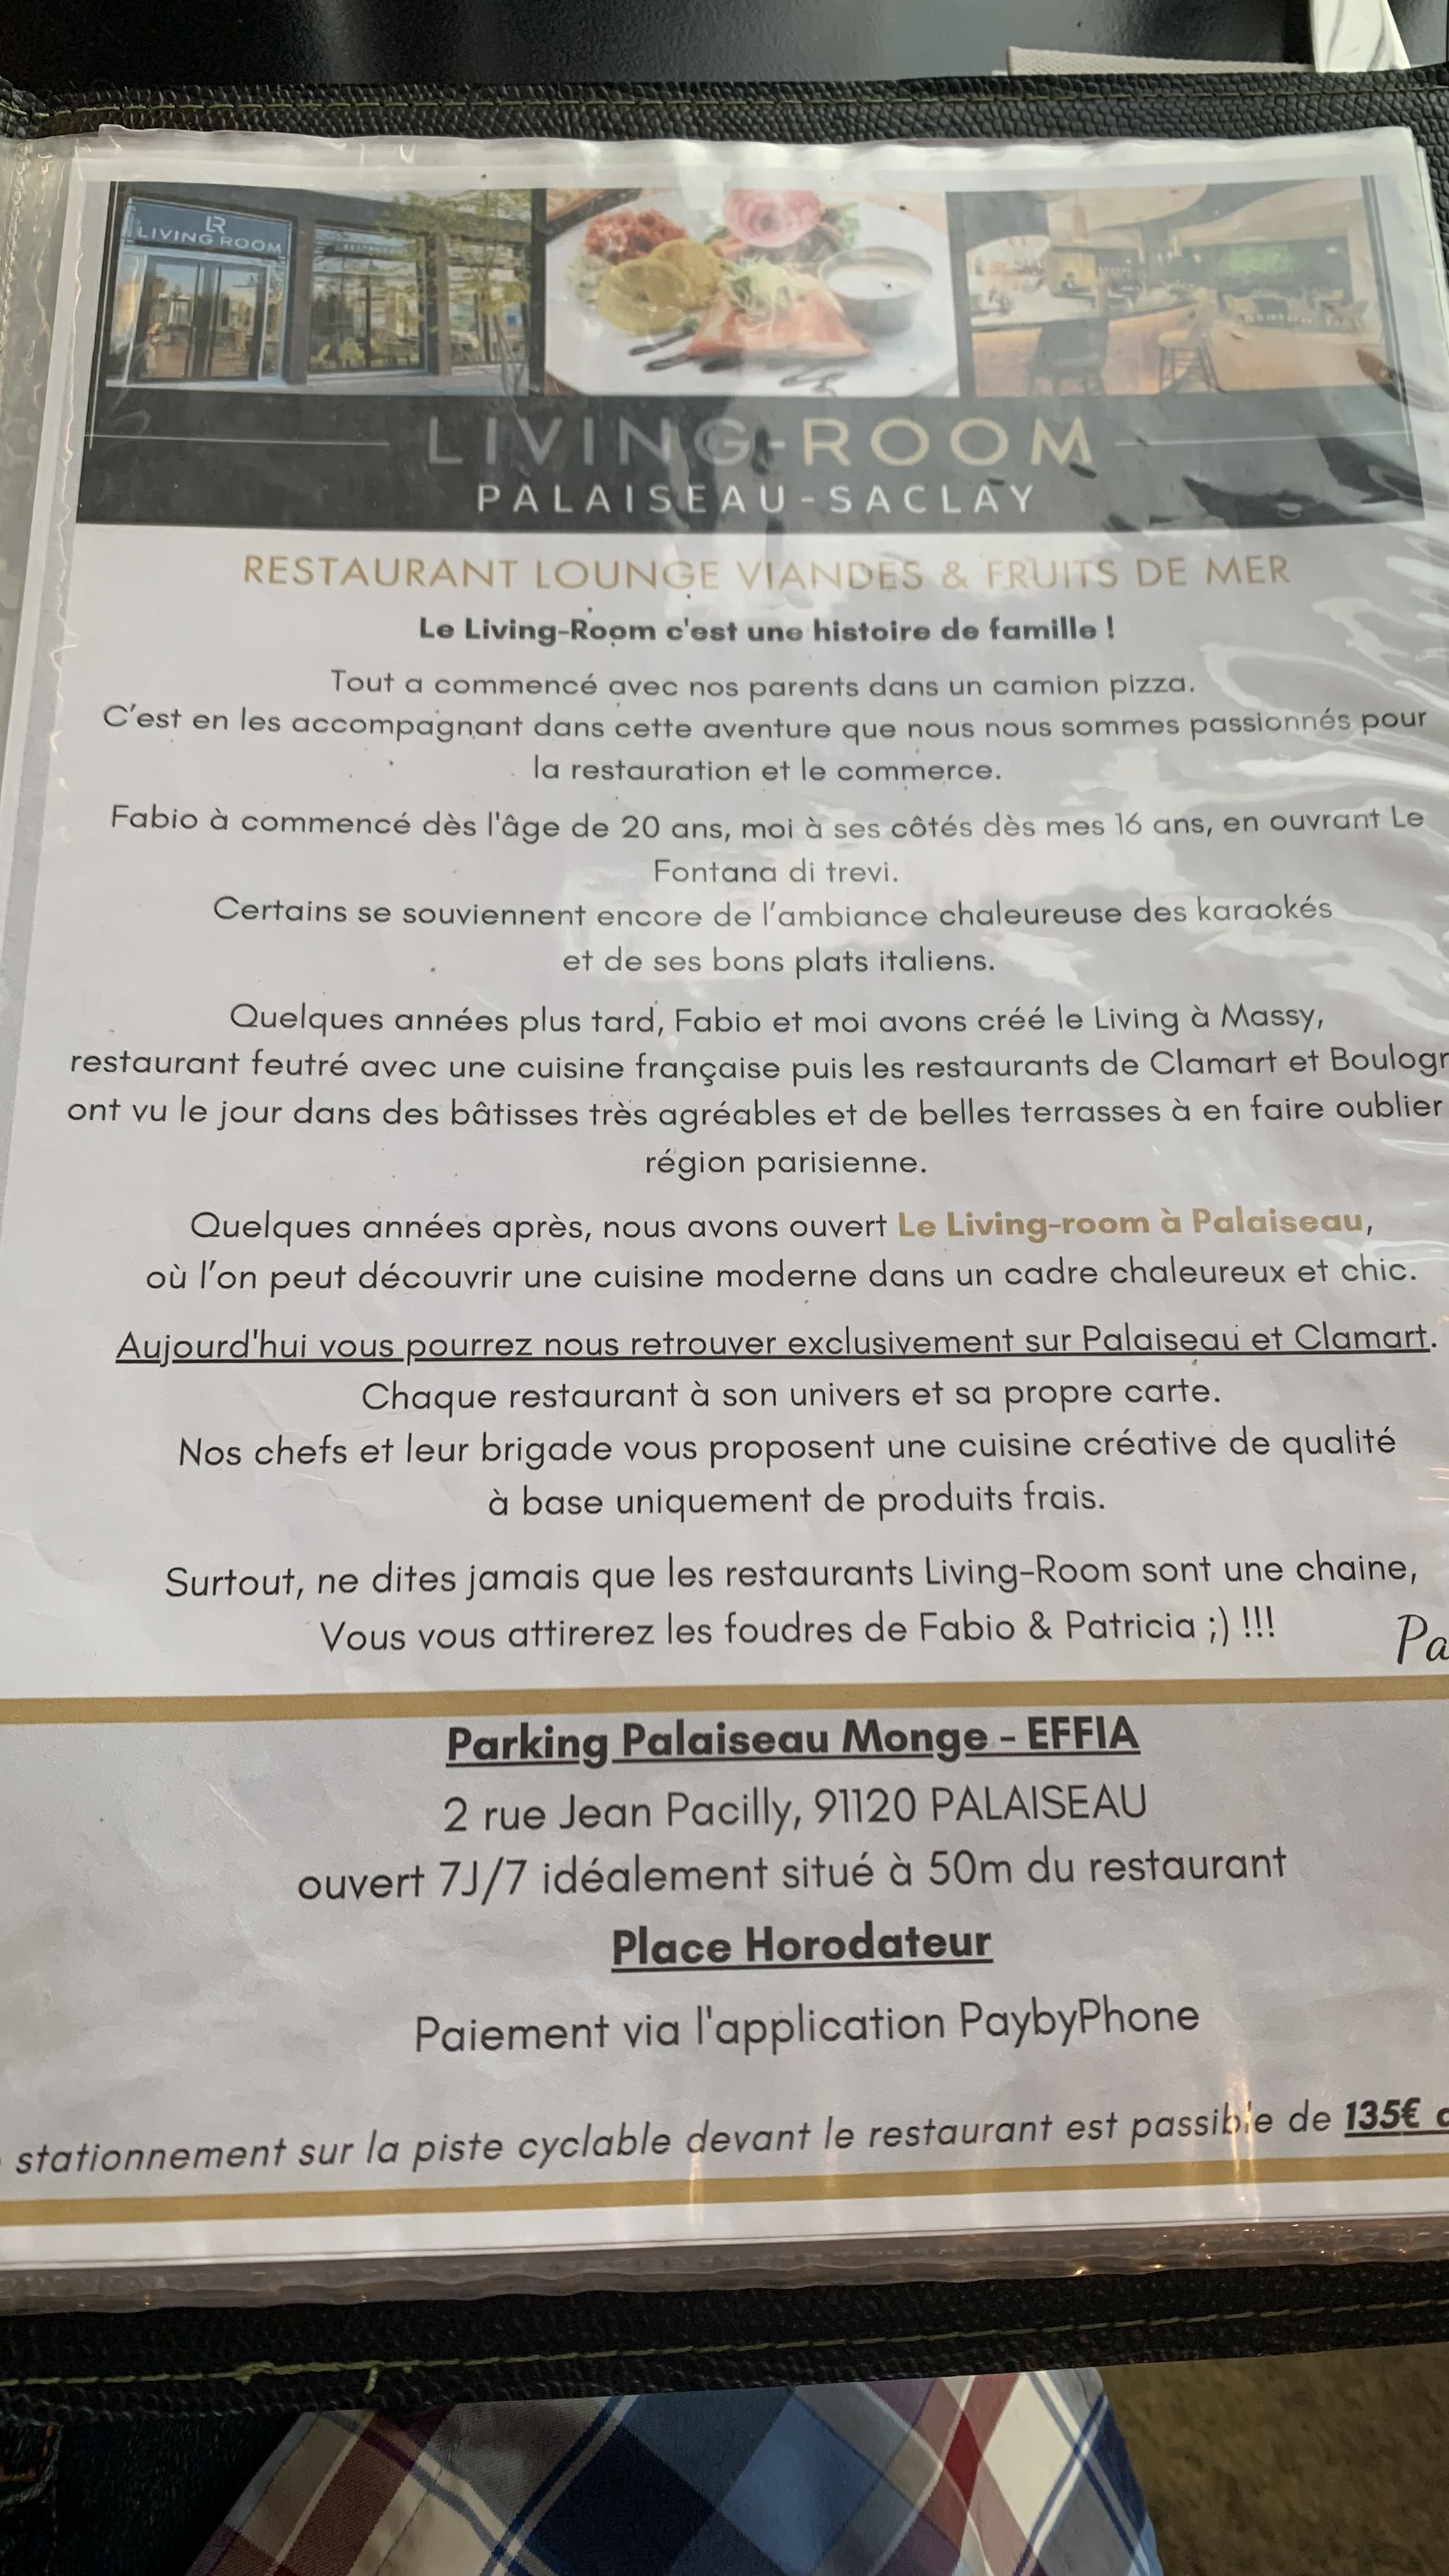 LR
LIVING ROOM
LIVING-ROOM
PALAISEAU-SACLAY
RESTAURANT LOUNGE VIANDES & FRUITS DE MER
Le Living-Room c'est une histoire de famille !
Tout a commencé avec nos parents dans un camion pizza.
C'est en les accompagnant dans cette aventure que nous nous sommes passionnés pour
la restauration et le commerce.
Fabio à commencé dès l'âge de 20 ans, moi à ses côtés dès mes 16 ans, en ouvrant Le
Fontana di trevi.
Certains se souviennent encore de l'ambiance chaleureuse des karaokés
et de ses bons plats italiens.
Quelques années plus tard, Fabio et moi avons créé le Living à Massy,
restaurant feutré avec une cuisine française puis les restaurants de Clamart et Boulogn
ont vu le jour dans des bâtisses très agréables et de belles terrasses à en faire oublier
région parisienne.
Quelques années après, nous avons ouvert Le Living-room à Palaiseau,
où l'on peut découvrir une cuisine moderne dans un cadre chaleureux et chic.
Aujourd'hui vous pourrez nous retrouver exclusivement sur Palaiseau et Clamart.
Chaque restaurant à son univers et sa propre carte.
Nos chefs et leur brigade vous proposent une cuisine créative de qualité
à base uniquement de produits frais.
Surtout, ne dites jamais que les restaurants Living-Room sont une chaine,
Vous vous attirerez les foudres de Fabio & Patricia ;) !!!
Pa
Parking Palaiseau Monge - EFFIA
2 rue Jean Pacilly, 91120 PALAISEAU
ouvert 7J/7 idéalement situé à 50m du restaurant
Place Horodateur
Paiement via l'application PaybyPhone
stationnement sur la piste cyclable devant le restaurant est passible de 135€